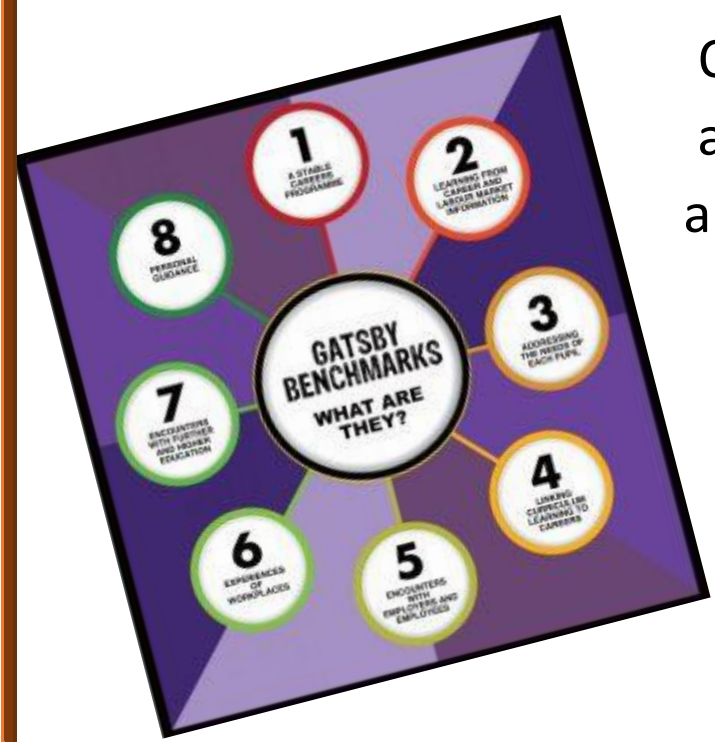 GATSBY
BENCHMARKS
WHAT ARE
THEY?
1
A STABLE
CAREERS
PROGRAMME
2
LEARNING FROM
CAREER AND
LABOUR MARKET
INFORMATION
3
ADDRESSING
THE NEEDS OF
EACH PUPIL
4
LINKING
CURRICULUM
LEARNING TO
CAREERS
5
ENCOUNTERS
WITH
EMPLOYERS AND
EMPLOYEES
6
EXPERIENCES
OF
WORKPLACES
7
ENCOUNTERS
WITH FURTHER
AND HIGHER
EDUCATION
8
PERSONAL
GUIDANCE
a
a